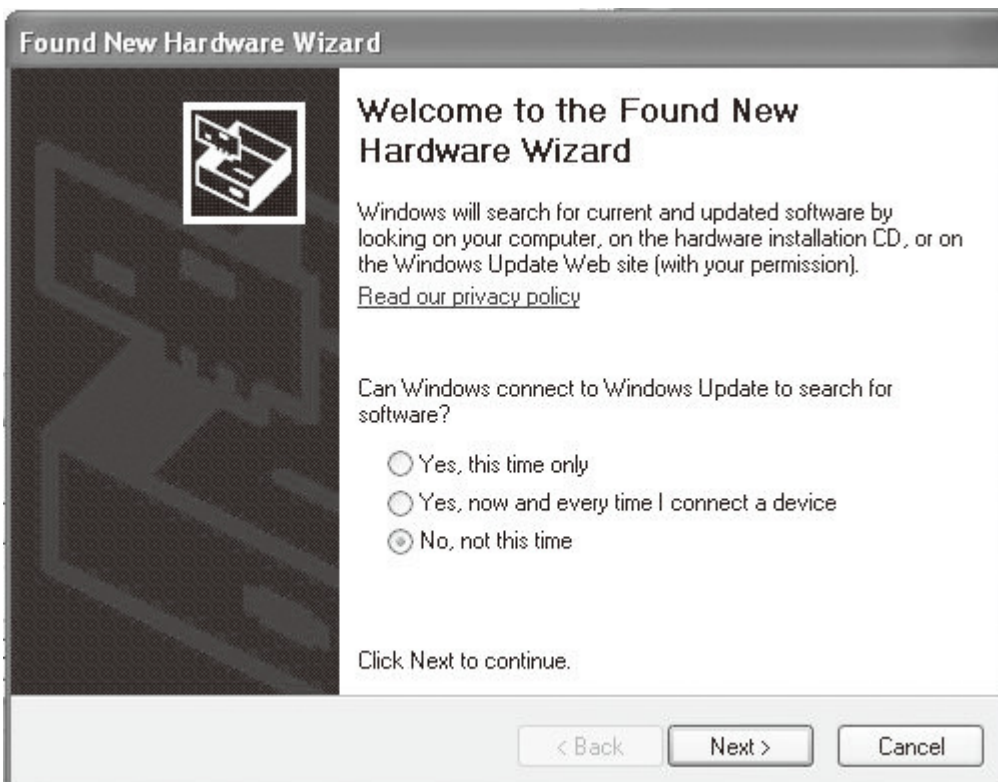 Found New Hardware Wizard
Welcome to the Found New
Hardware Wizard
Windows will search for current and updated software by
looking on your computer, on the hardware installation CD, or on
the Windows Update Web site (with your permission).
Read our privacy policy
Can Windows connect to Windows Update to search for
software?
Yes, this time only
Yes, now and every time I connect a device
No, not this time
Click Next to continue.
< Back
Next >
Cancel